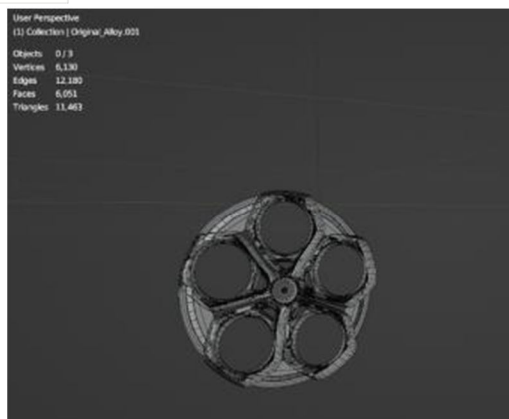 User Perspective
(1) Collection | Original_Alloy.001
Objects 0/3
Vertices 6,130
Edges 12,180
Faces 6,051
Triangles 11,463